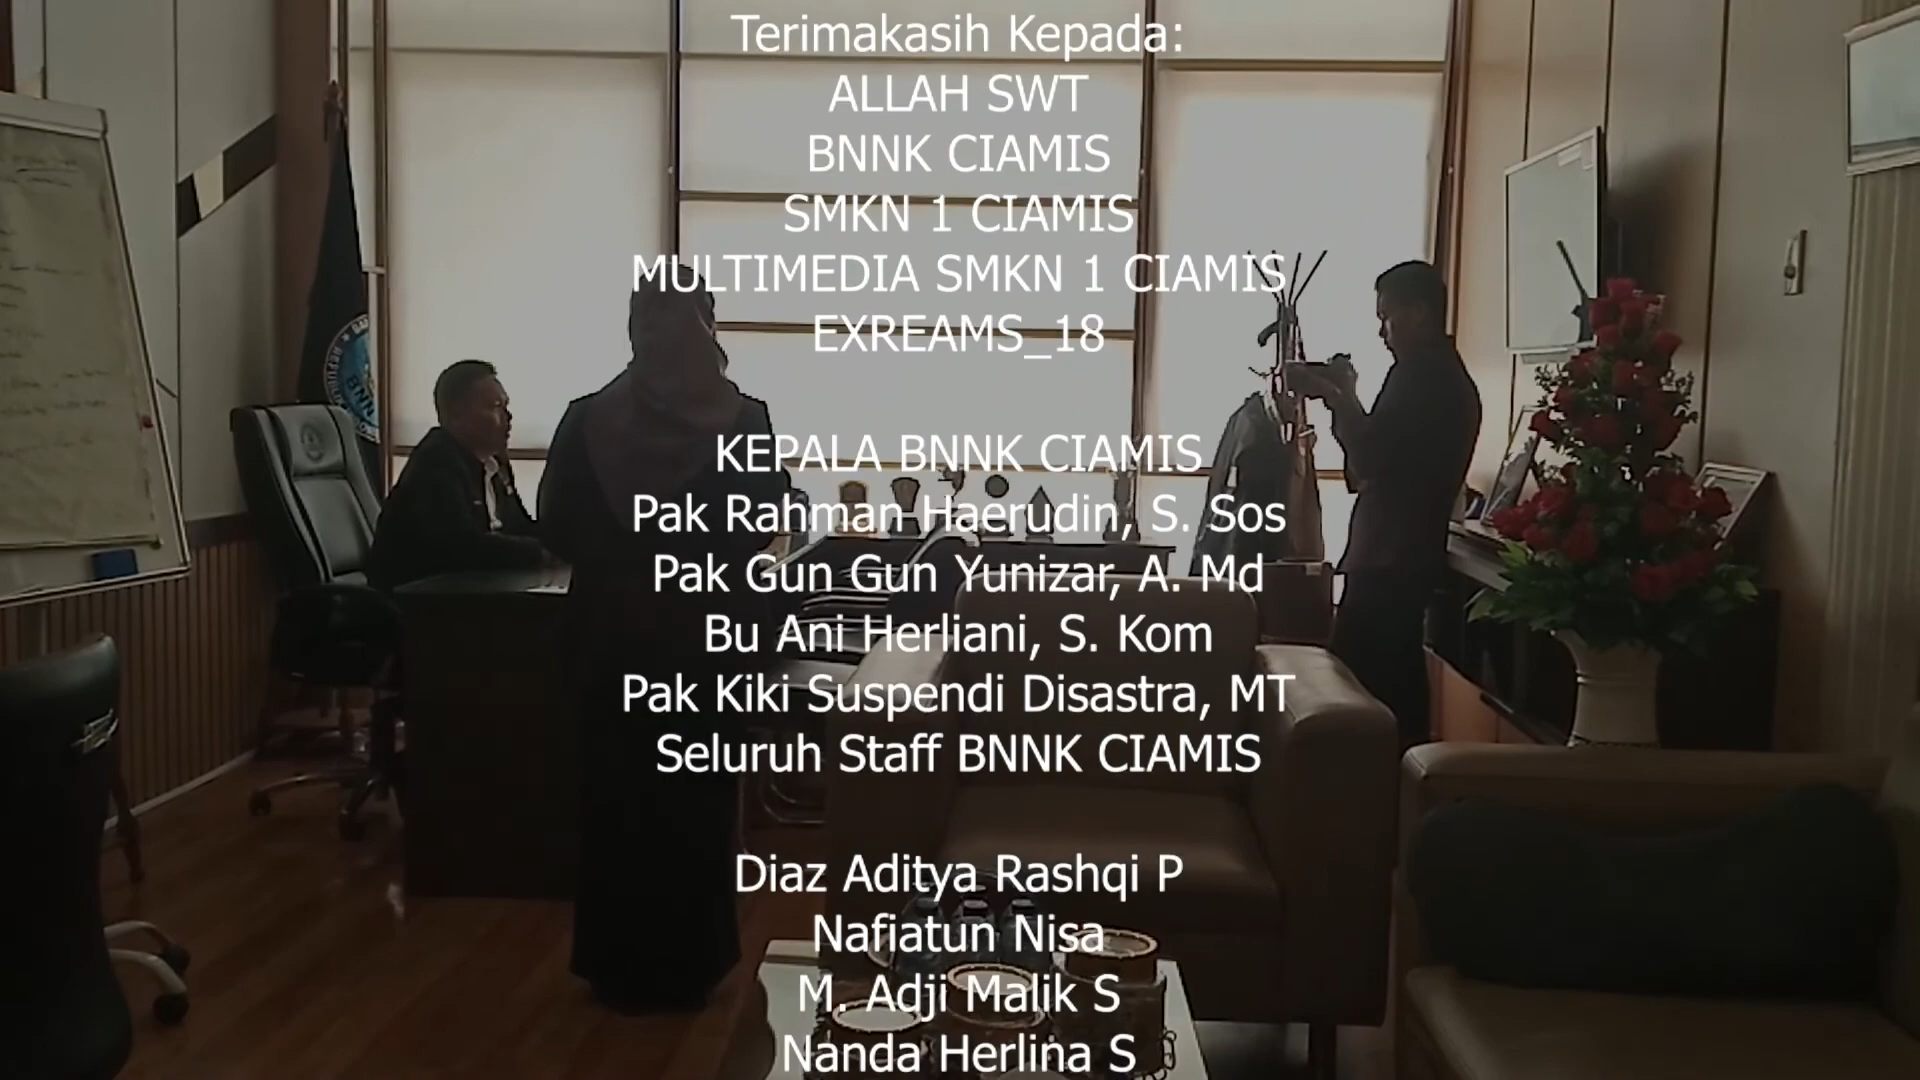 Terimakasih Kepada:
ALLAH SWT
BNNK CIAMIS
SMKN 1 CIAMIS
MULTIMEDIA SMKN 1 CIAMIS
EXREAMS_18
KEPALA BNNK CIAMIS
Pak Rahman Haerudin, S. Sos
Pak Gun Gun Yunizar, A. Md
Bu Ani Herliani, S. Kom
Pak Kiki Suspendi Disastra, MT
Seluruh Staff BNNK CIAMIS
Diaz Aditya Rashqi P
Nafiatun Nisa
M. Adji Malik S
Nanda Herlina S